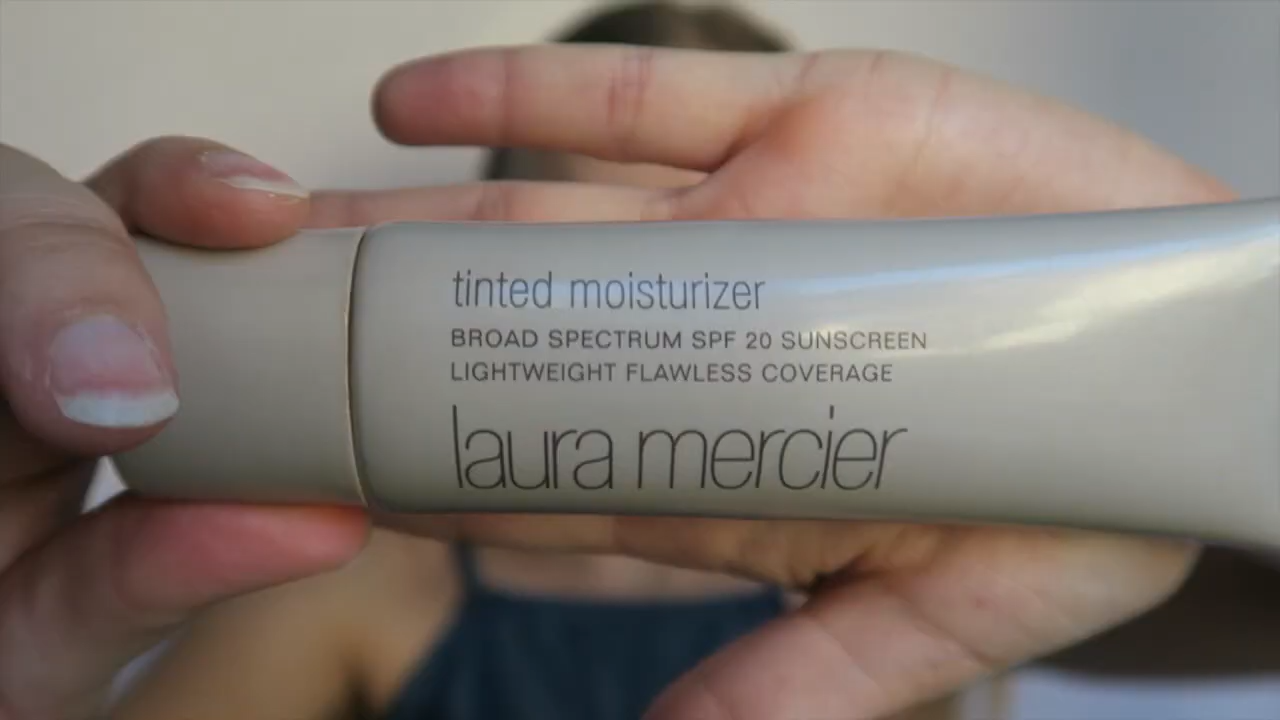 tinted moisturizer
BROAD SPECTRUM SPF 20 SUNSCREEN
LIGHTWEIGHT FLAWLESS COVERAGE
laura mercier